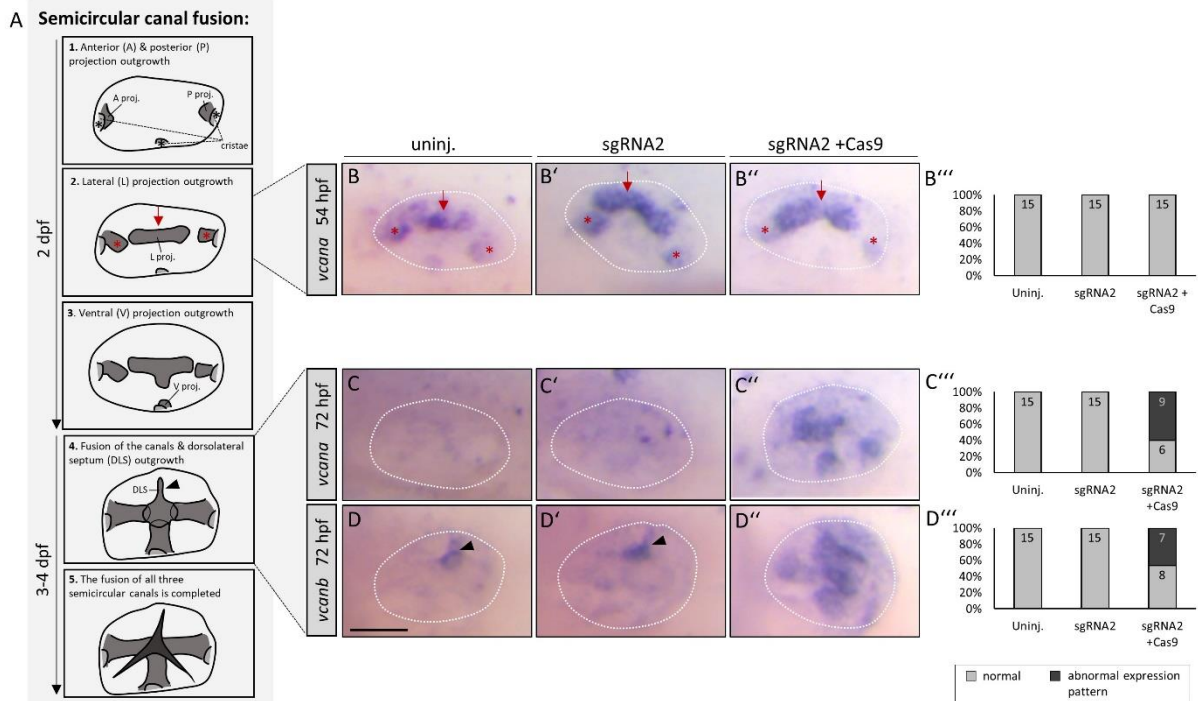 A
Semicircular canal fusion:
1. Anterior (A) & posterior (P)
projection outgrowth
A proj.
P proj.
*
*
*
cristae
2. Lateral (L) projection outgrowth
*
*
L proj.
3. Ventral (V) projection outgrowth
V proj.
4. Fusion of the canals & dorsolateral
septum (DLS) outgrowth
DLS
5. The fusion of all three
semicircular canals is completed
2 dpf
3-4 dpf
uninj.
sgRNA2
sgRNA2 +Cas9
vcana 54 hpf
B
*
*
B′
*
*
B′′
*
*
B′′′
100%
80%
60%
40%
20%
0%
15
15
15
Uninj.
sgRNA2
sgRNA2 +
Cas9
vcana 72 hpf
C
C′
C′′
C′′′
100%
80%
60%
40%
20%
0%
15
15
9
6
Uninj.
sgRNA2
sgRNA2
+Cas9
vcanb 72 hpf
D
D′
D′′
D′′′
100%
80%
60%
40%
20%
0%
15
15
7
8
Uninj.
sgRNA2
sgRNA2
+Cas9
normal
abnormal expression
pattern